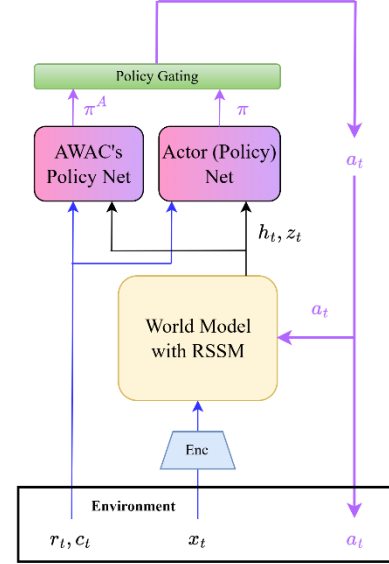 Policy Gating
π^A
π
AWAC's
Policy Net
Actor (Policy)
Net
a_t
h_t, z_t
World Model
with RSSM
a_t
Enc
Environment
r_t, c_t
x_t
a_t